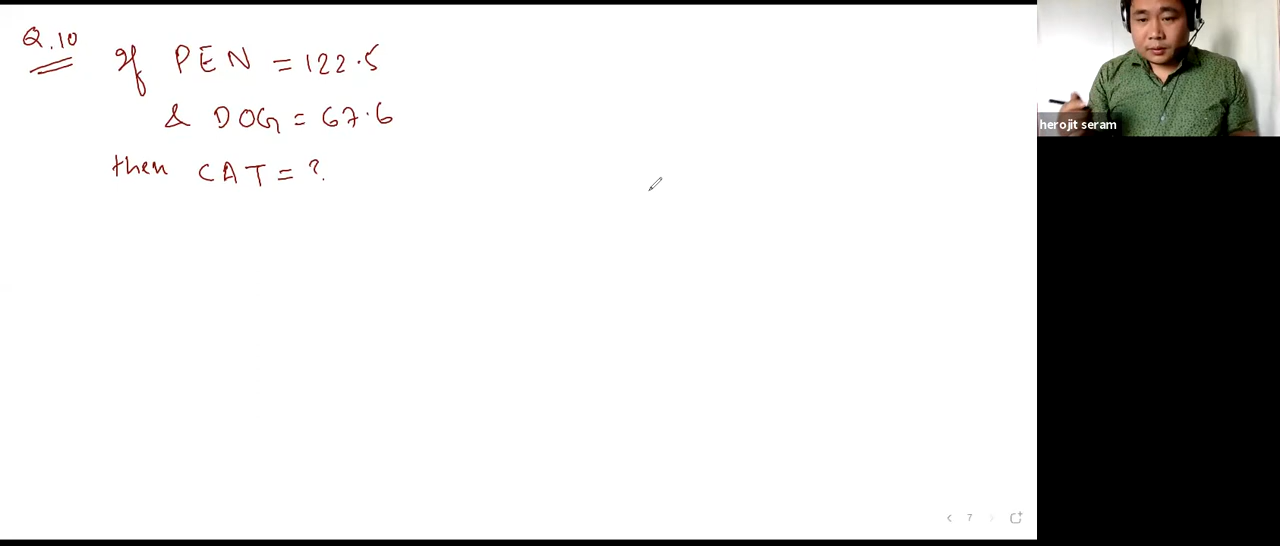 Q.10
If PEN = 122.5
& DOG = 67.6
then CAT = ?
herojit seram
7